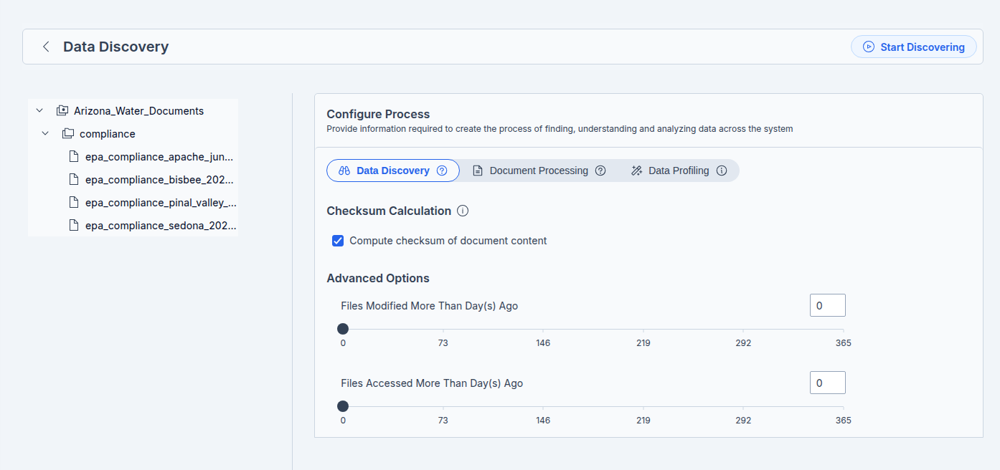 Data Discovery
Start Discovering
Arizona_Water_Documents
compliance
epa_compliance_apache_jun...
epa_compliance_bisbee_202...
epa_compliance_pinal_valley_...
epa_compliance_sedona_202...
Configure Process
Provide information required to create the process of finding, understanding and analyzing data across the system
Data Discovery Document Processing Data Profiling
Checksum Calculation
Compute checksum of document content
Advanced Options
Files Modified More Than Day(s) Ago 0
0 73 146 219 292 365
Files Accessed More Than Day(s) Ago 0
0 73 146 219 292 365